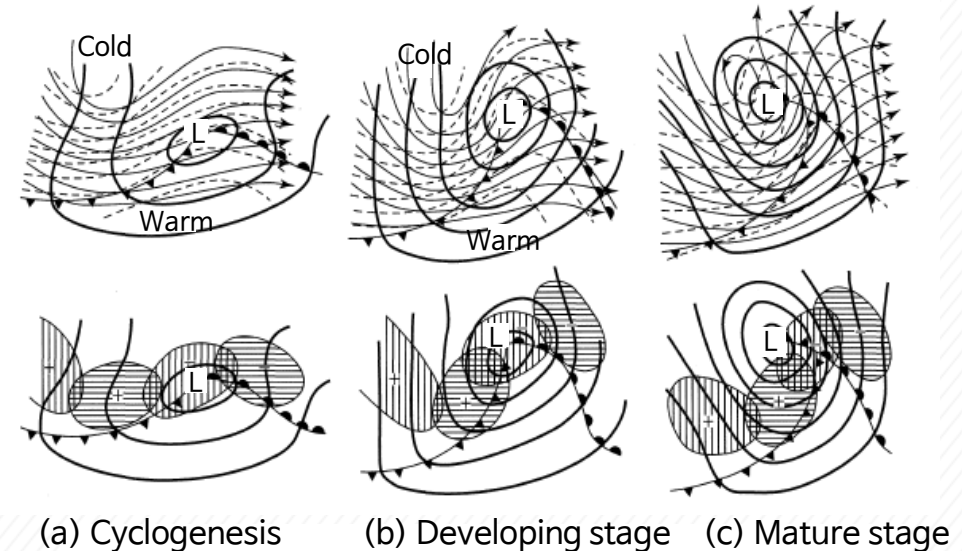 Cold
L
Warm
Cold
L
Warm
L
+
+
L
+
+
L
+
+
L
(a) Cyclogenesis
(b) Developing stage
(c) Mature stage